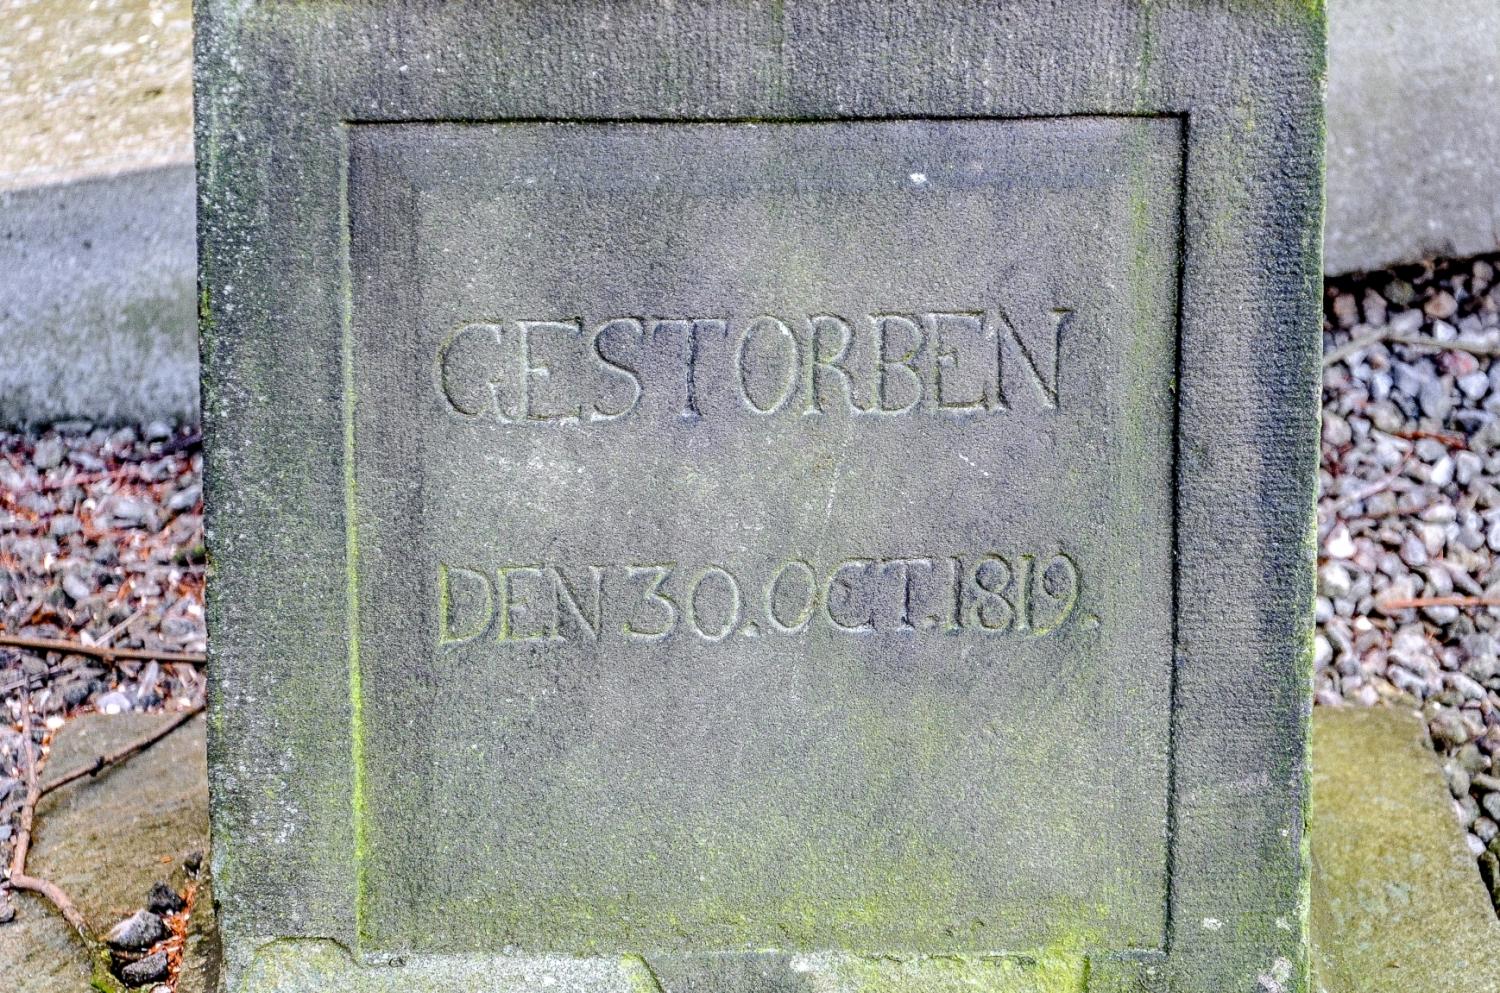 GESTORBEN
DEN 30. OCT. 1819.